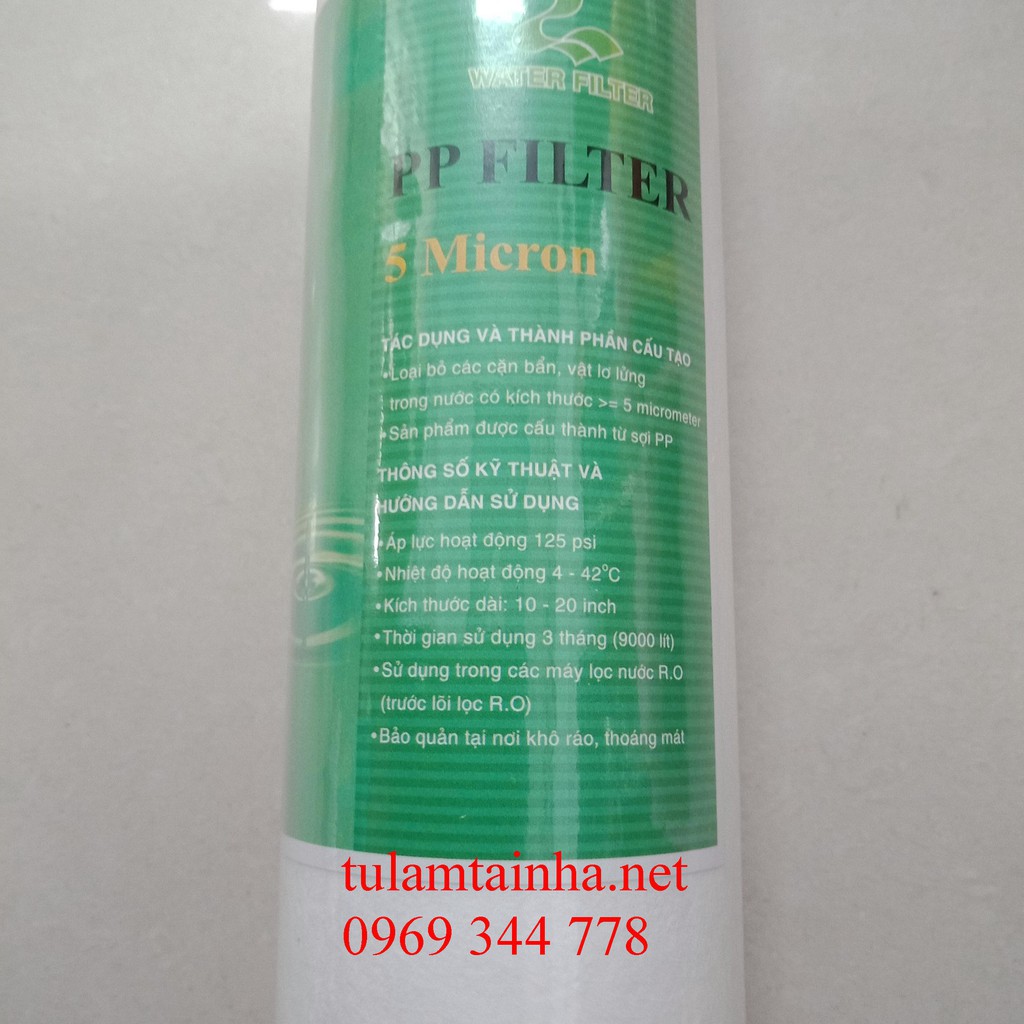 WATER FILTER
PP FILTER
5 Micron
TÁC DỤNG VÀ THÀNH PHẦN CẤU TẠO
•Loại bỏ các cặn bẩn, vật lơ lửng
trong nước có kích thước >= 5 micrometer
•Sản phẩm được cấu thành từ sợi PP
THÔNG SỐ KỸ THUẬT VÀ
HƯỚNG DẪN SỬ DỤNG
•Áp lực hoạt động 125 psi
•Nhiệt độ hoạt động 4 - 42°C
•Kích thước dài: 10 - 20 inch
•Thời gian sử dụng 3 tháng (9000 lít)
•Sử dụng trong các máy lọc nước R.O
(trước lõi lọc R.O)
•Bảo quản tại nơi khô ráo, thoáng mát
tulamtainha.net
0969 344 778